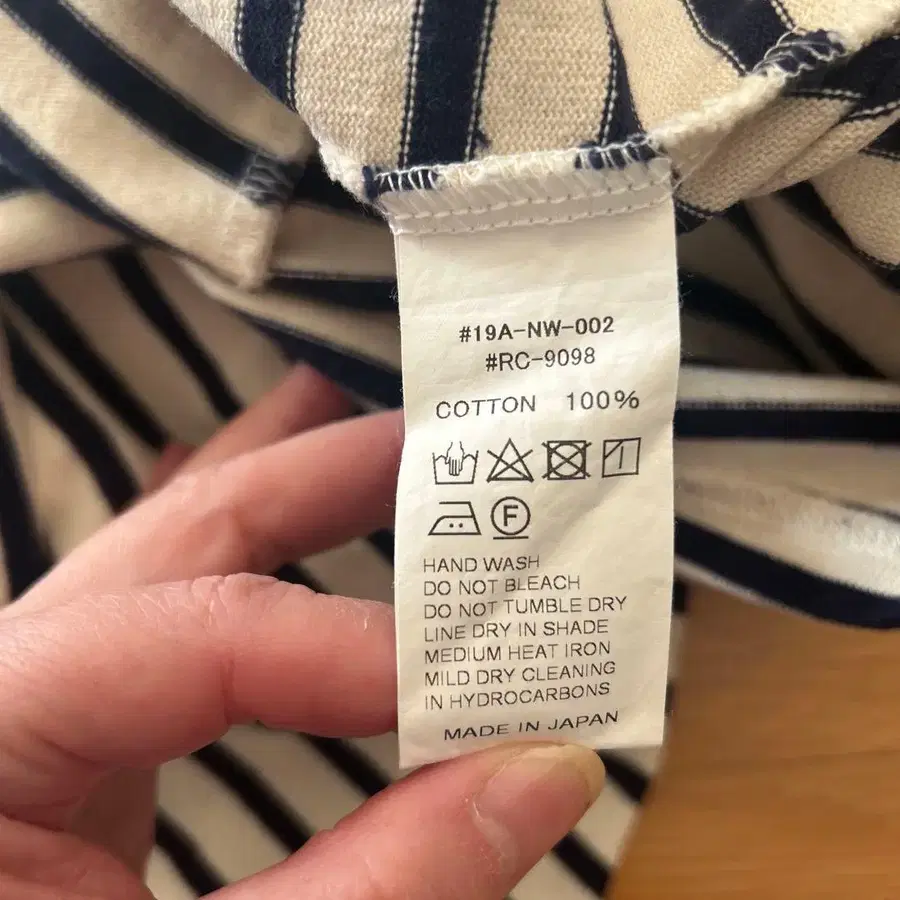 #19A-NW-002
#RC-9098
COTTON 100%
F
HAND WASH
DO NOT BLEACH
DO NOT TUMBLE DRY
LINE DRY IN SHADE
MEDIUM HEAT IRON
MILD DRY CLEANING
IN HYDROCARBONS
MADE IN JAPAN